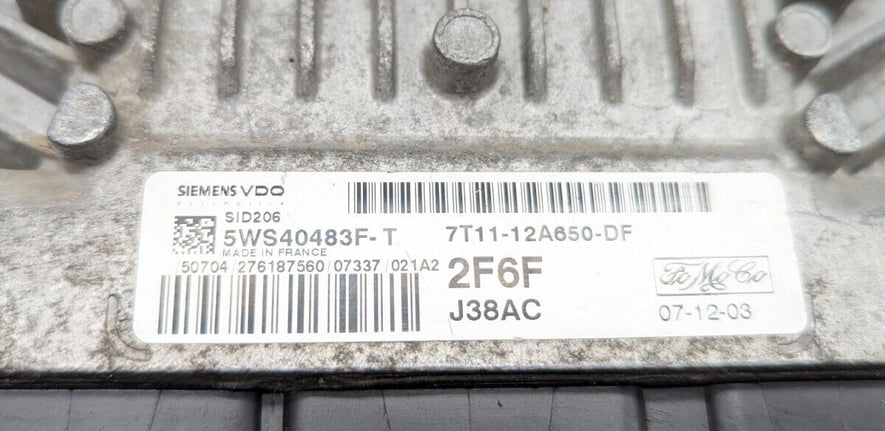 SIEMENS VDO
SID206
5WS40483F-T
MADE IN FRANCE
/50704/276187560/07337/021A2
7T11-12A650-DF
2F6F
J38AC
FoMoCo
07-12-03